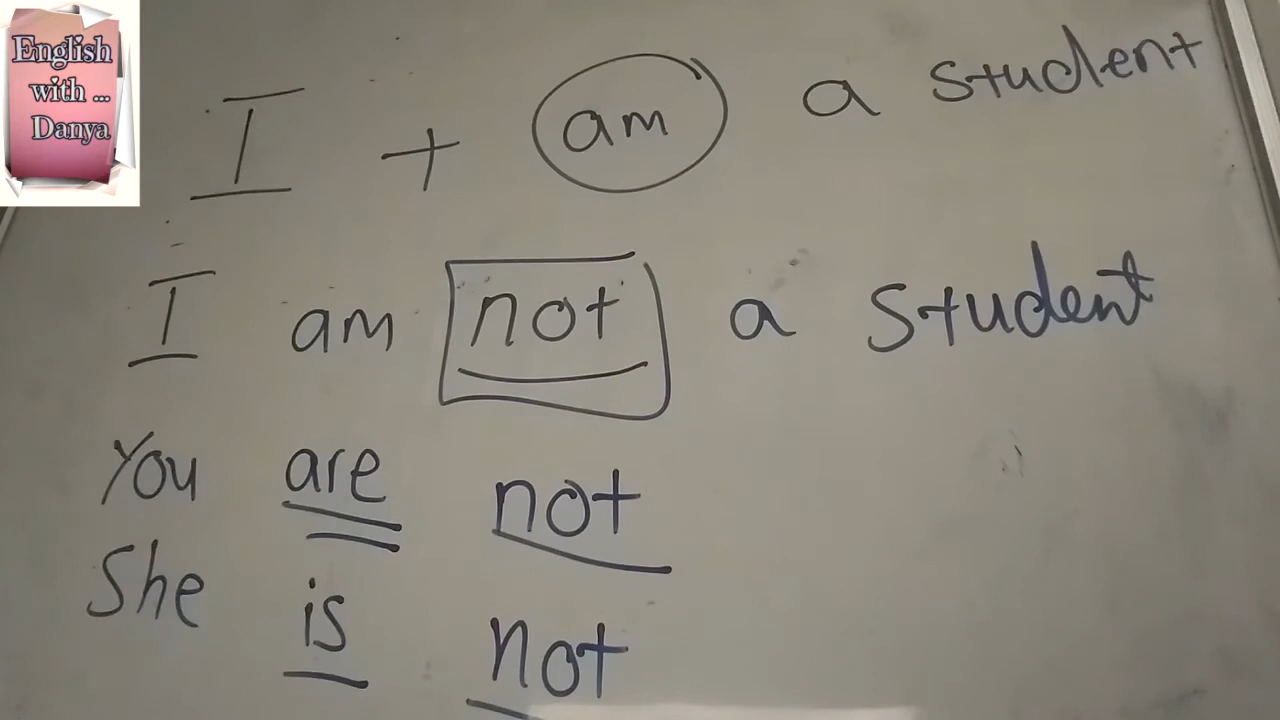 English
with ...
Danya
I + am a student
I am not a student
You are not
She is not